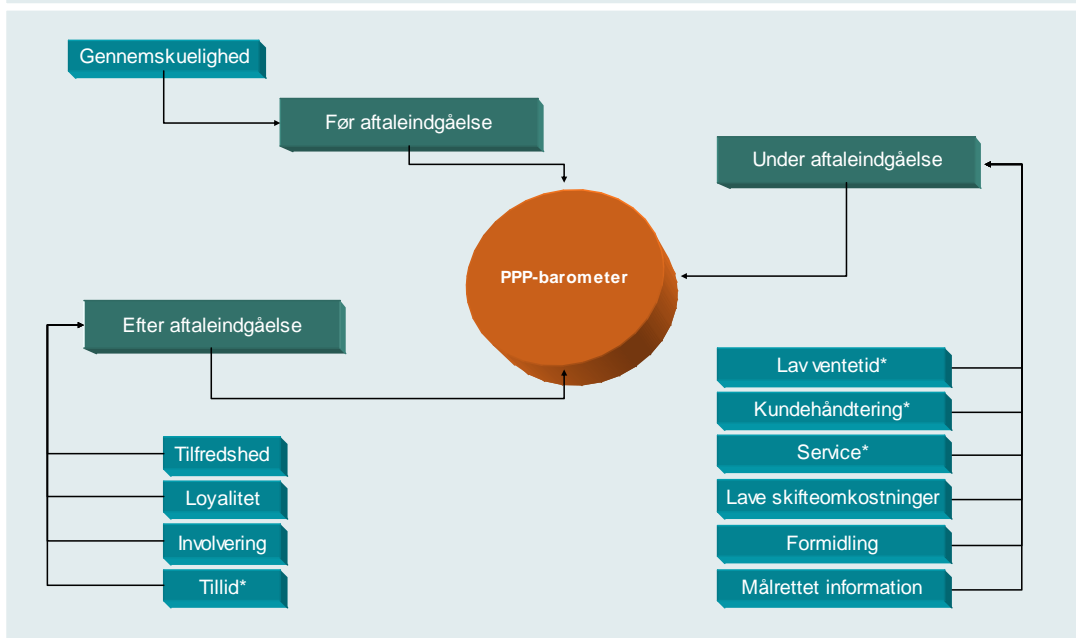 Gennemskuelighed
Før aftaleindgåelse
Under aftaleindgåelse
PPP-barometer
Efter aftaleindgåelse
Lav ventetid*
Kundehåndtering*
Service*
Lave skifteomkostninger
Formidling
Målrettet information
Tilfredshed
Loyalitet
Involvering
Tillid*